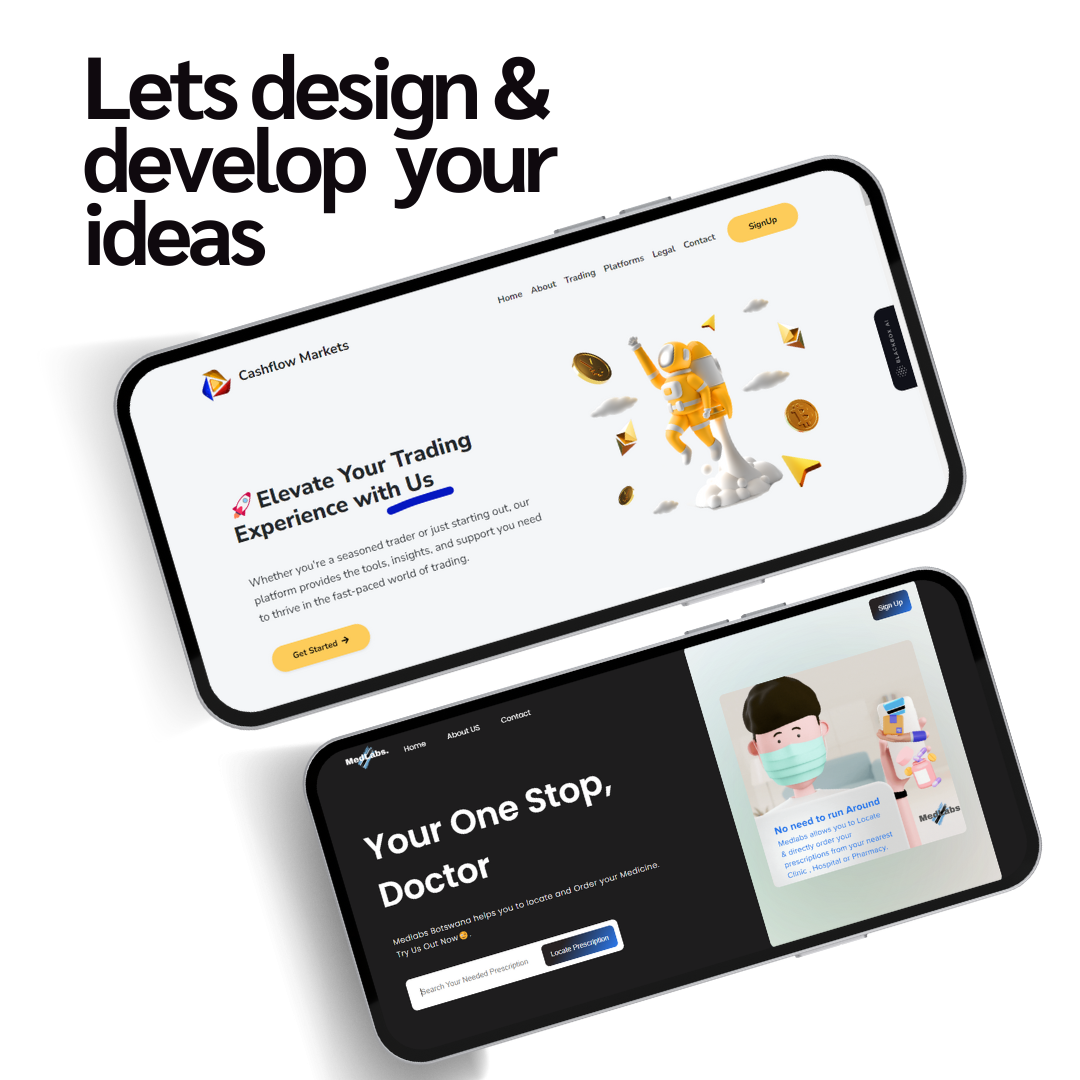 Lets design &
develop your
ideas
Cashflow Markets
Home About Trading Platforms Legal Contact SignUp
🚀 Elevate Your Trading
Experience with Us
Whether you're a seasoned trader or just starting out, our
platform provides the tools, insights, and support you need
to thrive in the fast-paced world of trading.
Get Started →
BLACKBOX AI
MedLabs.
Home About US Contact
Sign Up
Your One Stop,
Doctor
Medlabs Botswana helps you to locate and Order your Medicine.
Try Us Out Now😊.
Search Your Needed Prescription
Locate Prescription
No need to run Around
Medlabs allows you to Locate
& directly order your
prescriptions from your nearest
Clinic , Hospital or Pharmacy.
MedLabs